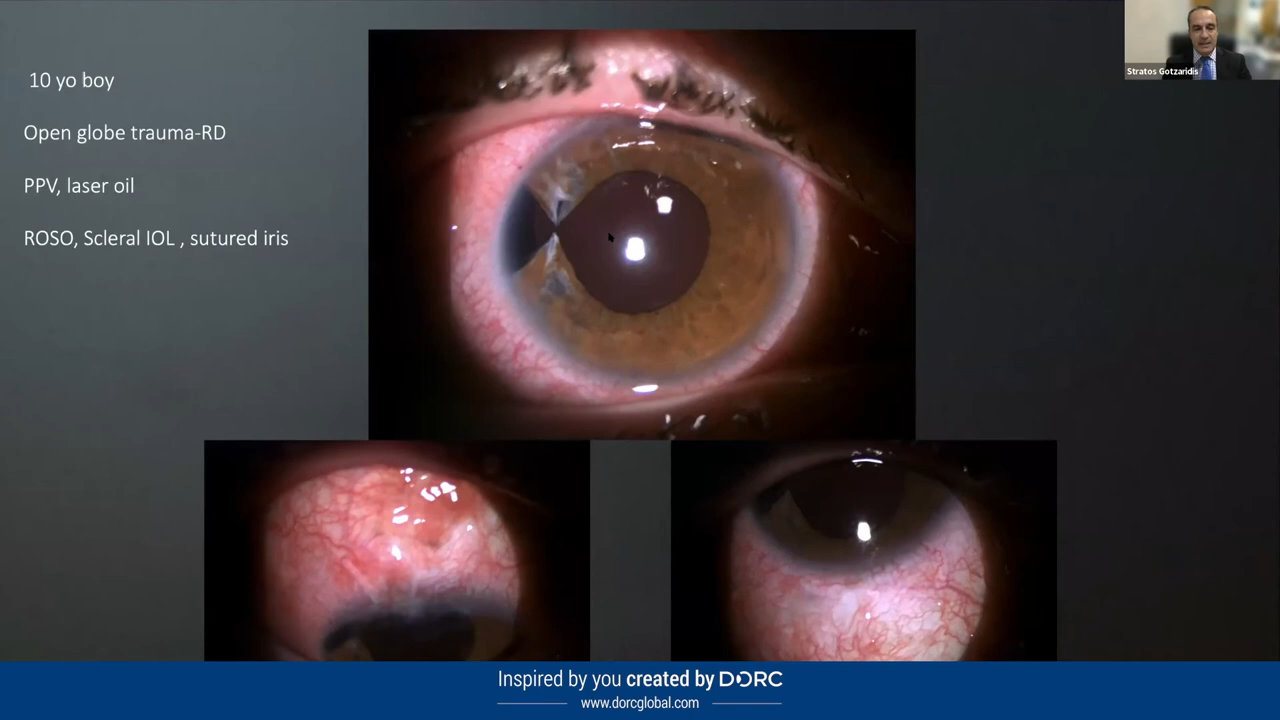 10 yo boy
Open globe trauma-RD
PPV, laser oil
ROSO, Scleral IOL , sutured iris
Stratos Gotzaridis
Inspired by you created by DORC
www.dorcglobal.com